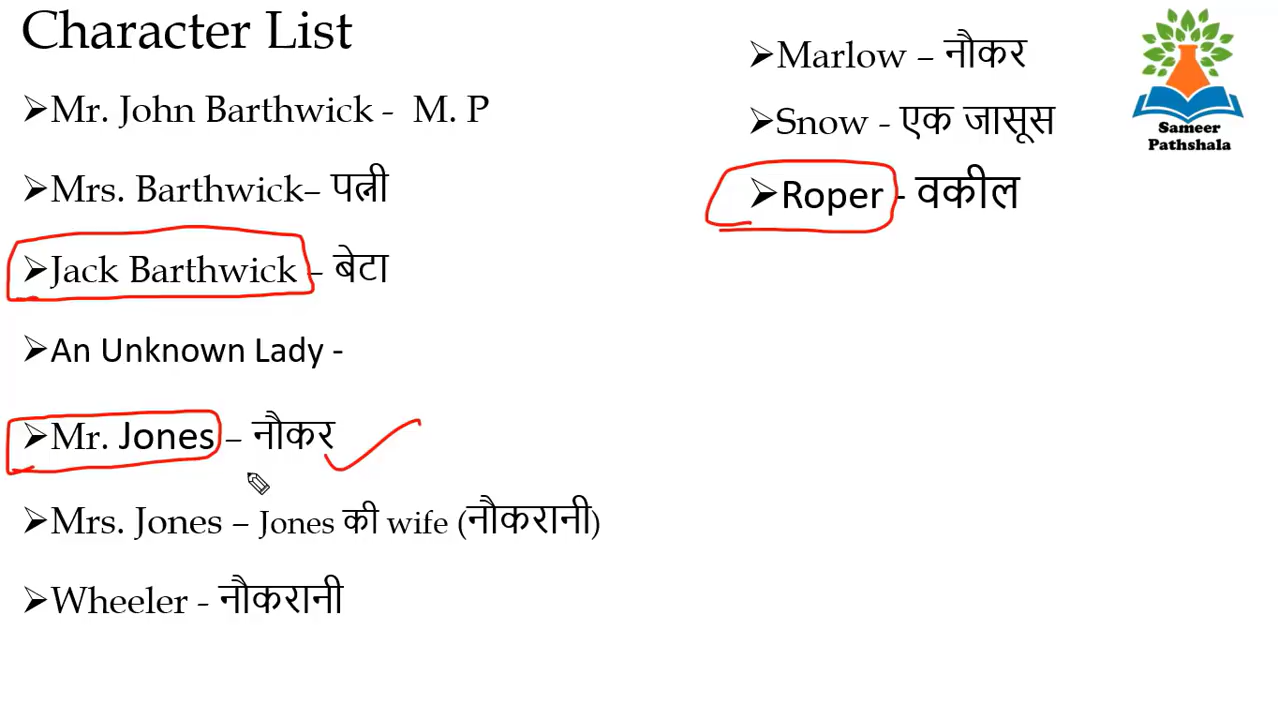 Character List
➢Mr. John Barthwick - M. P
➢Mrs. Barthwick– पत्नी
➢Jack Barthwick – बेटा
➢An Unknown Lady -
➢Mr. Jones – नौकर
➢Mrs. Jones – Jones की wife (नौकरानी)
➢Wheeler - नौकरानी
➢Marlow – नौकर
➢Snow - एक जासूस
➢Roper - वकील
Sameer
Pathshala